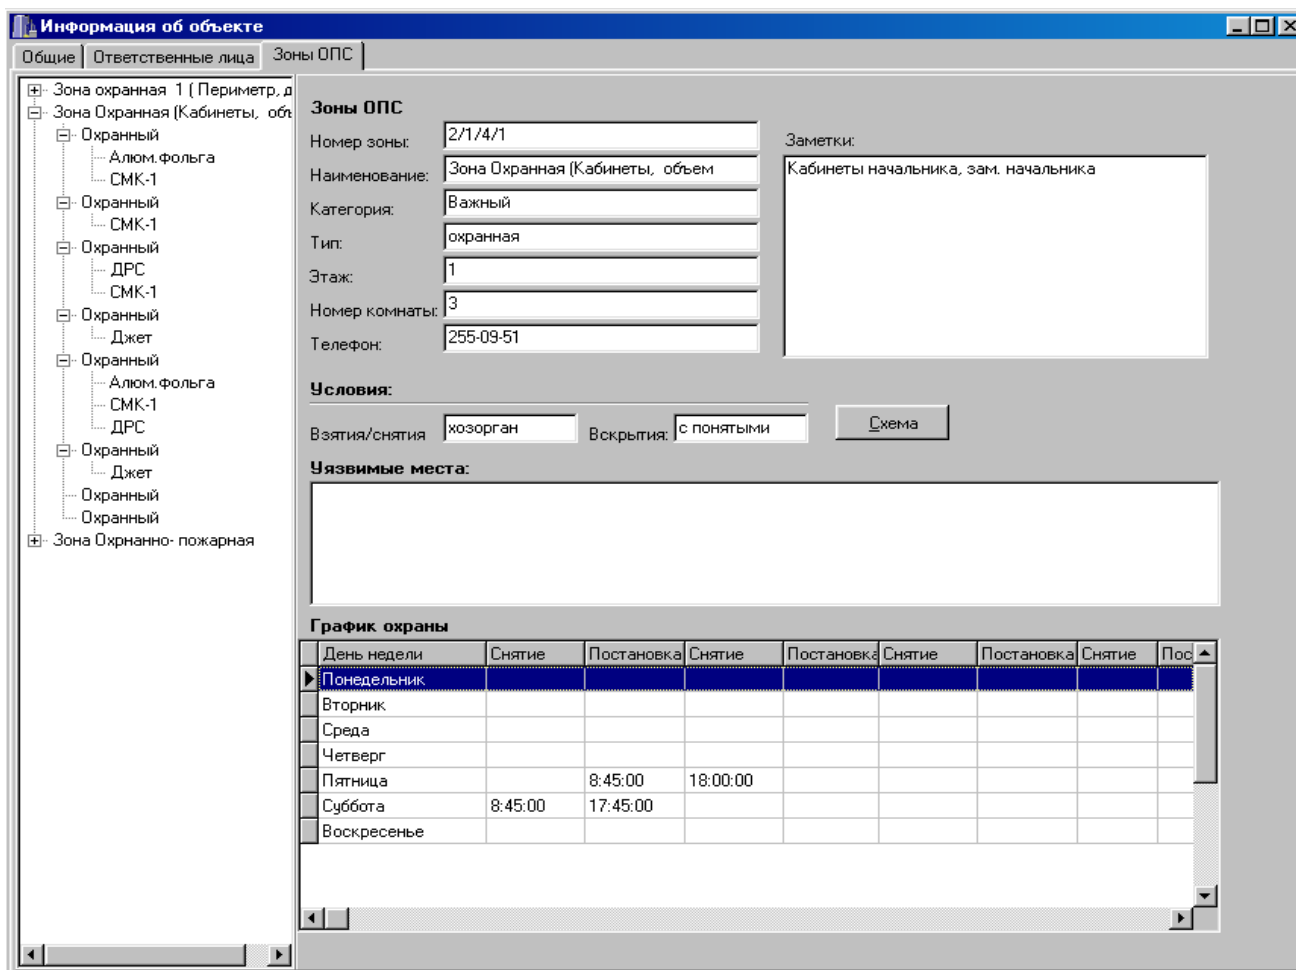 Информация об объекте
Общие
Ответственные лица
Зоны ОПС
Зона охранная 1 ( Периметр, д
Зона Охранная (Кабинеты, объ
Охранный
Алюм.фольга
СМК-1
Охранный
СМК-1
Охранный
ДРС
СМК-1
Охранный
Джет
Охранный
Алюм.фольга
СМК-1
ДРС
Охранный
Джет
Охранный
Охранный
Зона Охрнанно- пожарная
Зоны ОПС
Номер зоны: 2/1/4/1
Наименование: Зона Охранная (Кабинеты, объем
Категория: Важный
Тип: охранная
Этаж: 1
Номер комнаты: 3
Телефон: 255-09-51
Заметки:
Кабинеты начальника, зам. начальника
Условия:
Взятия/снятия хозорган Вскрытия: с понятыми Схема
Уязвимые места:
График охраны
День недели Снятие Постановка Снятие Постановка Снятие Постановка Снятие Пос
Понедельник
Вторник
Среда
Четверг
Пятница 8:45:00 18:00:00
Суббота 8:45:00 17:45:00
Воскресенье